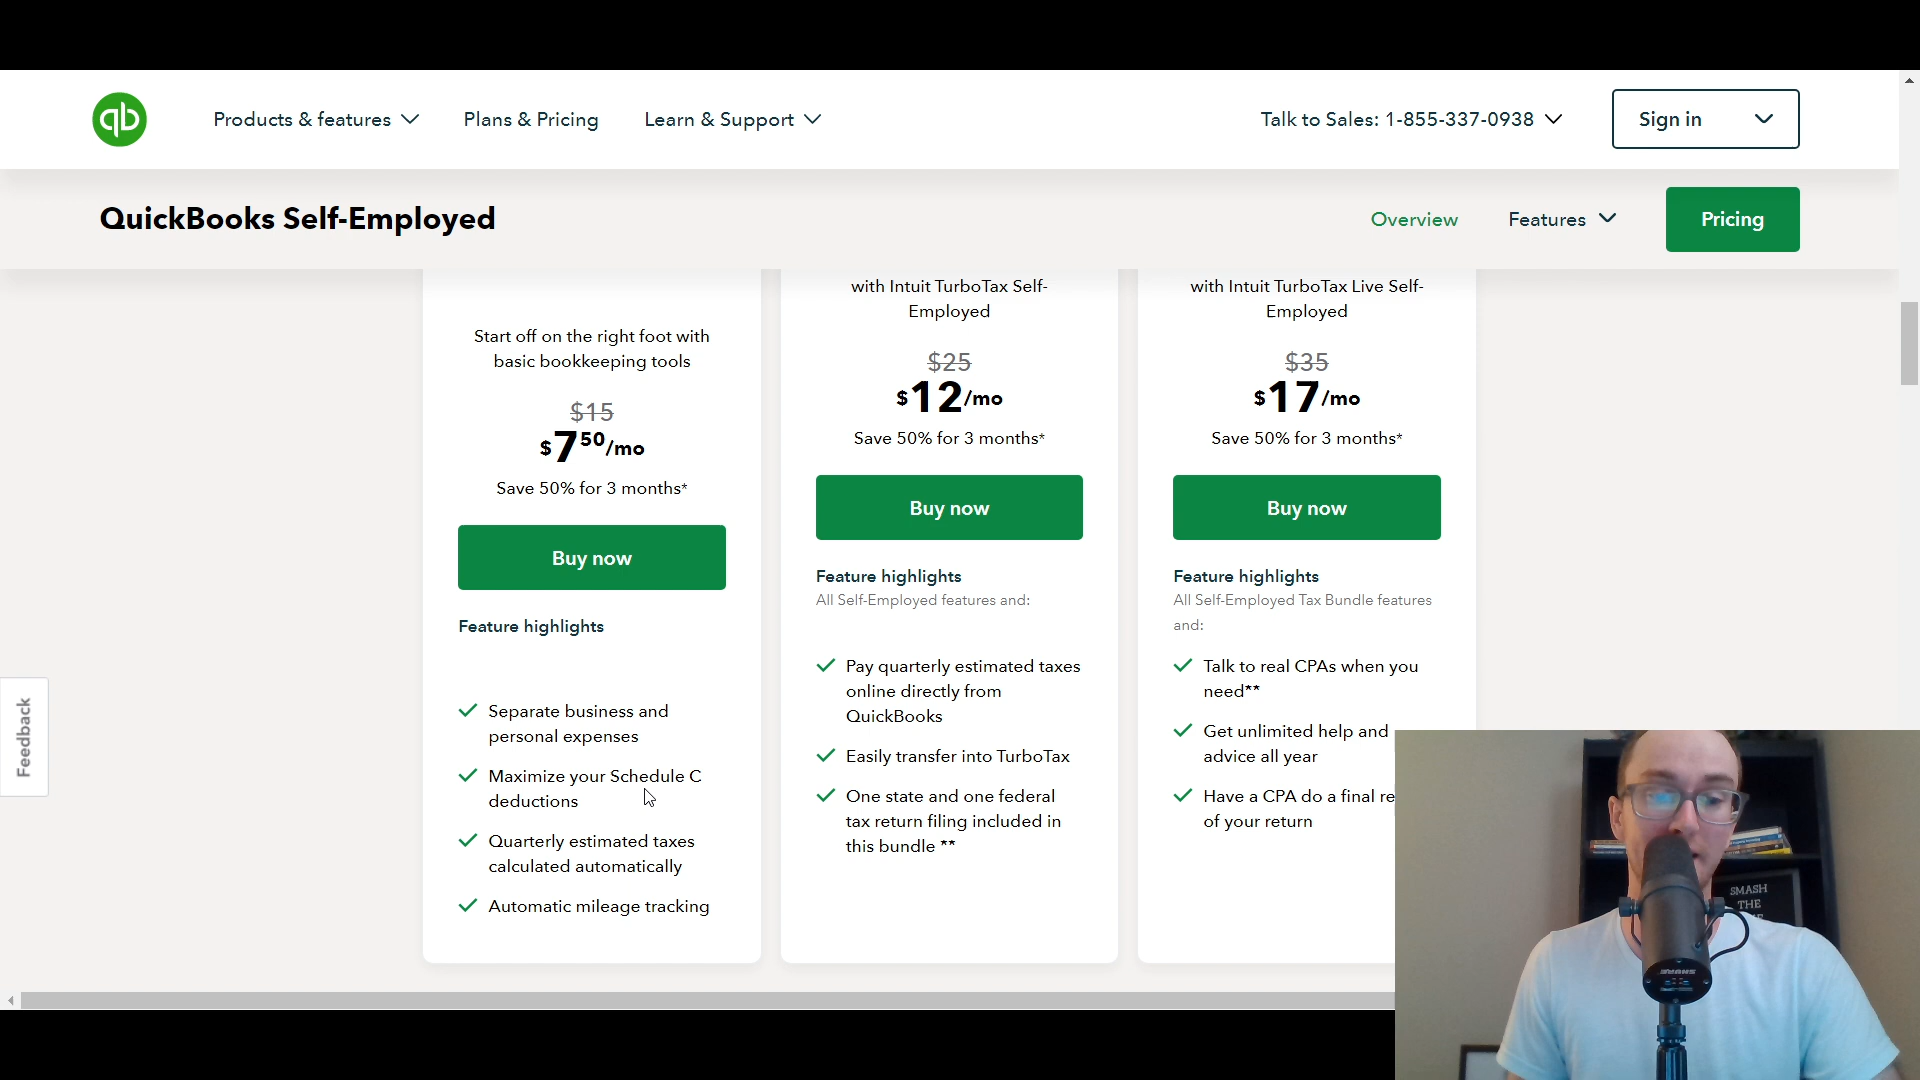 qb
Products & features
Plans & Pricing
Learn & Support
Talk to Sales: 1-855-337-0938
Sign in
QuickBooks Self-Employed
Overview
Features
Pricing
Start off on the right foot with
basic bookkeeping tools
$15
$7 50/mo
Save 50% for 3 months*
Buy now
Feature highlights
Separate business and
personal expenses
Maximize your Schedule C
deductions
Quarterly estimated taxes
calculated automatically
Automatic mileage tracking
with Intuit TurboTax Self-
Employed
$25
$12/mo
Save 50% for 3 months*
Buy now
Feature highlights
All Self-Employed features and:
Pay quarterly estimated taxes
online directly from
QuickBooks
Easily transfer into TurboTax
One state and one federal
tax return filing included in
this bundle **
with Intuit TurboTax Live Self-
Employed
$35
$17/mo
Save 50% for 3 months*
Buy now
Feature highlights
All Self-Employed Tax Bundle features
and:
Talk to real CPAs when you
need**
Get unlimited help and
advice all year
Have a CPA do a final re
of your return
Feedback
SMASH
THE